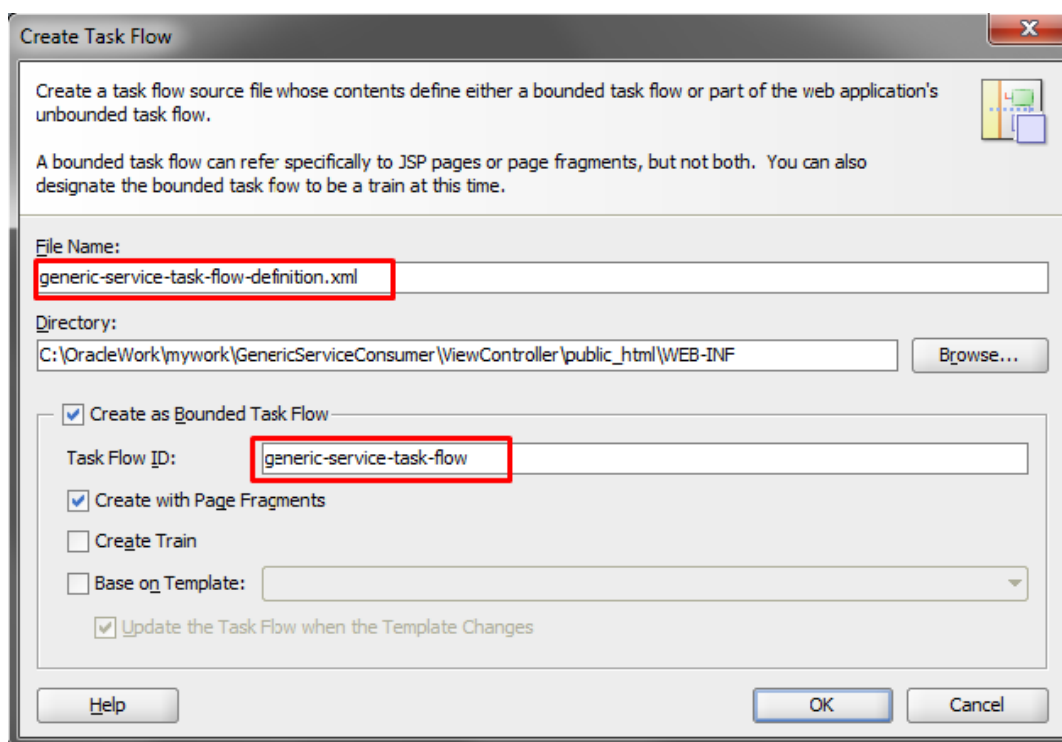 Create Task Flow
Create a task flow source file whose contents define either a bounded task flow or part of the web application's
unbounded task flow.
A bounded task flow can refer specifically to JSP pages or page fragments, but not both. You can also
designate the bounded task fow to be a train at this time.
File Name:
generic-service-task-flow-definition.xml
Directory:
C:\OracleWork\mywork\GenericServiceConsumer\ViewController\public_html\WEB-INF
Browse...
Create as Bounded Task Flow
Task Flow ID:
generic-service-task-flow
Create with Page Fragments
Create Train
Base on Template:
Update the Task Flow when the Template Changes
Help
OK
Cancel